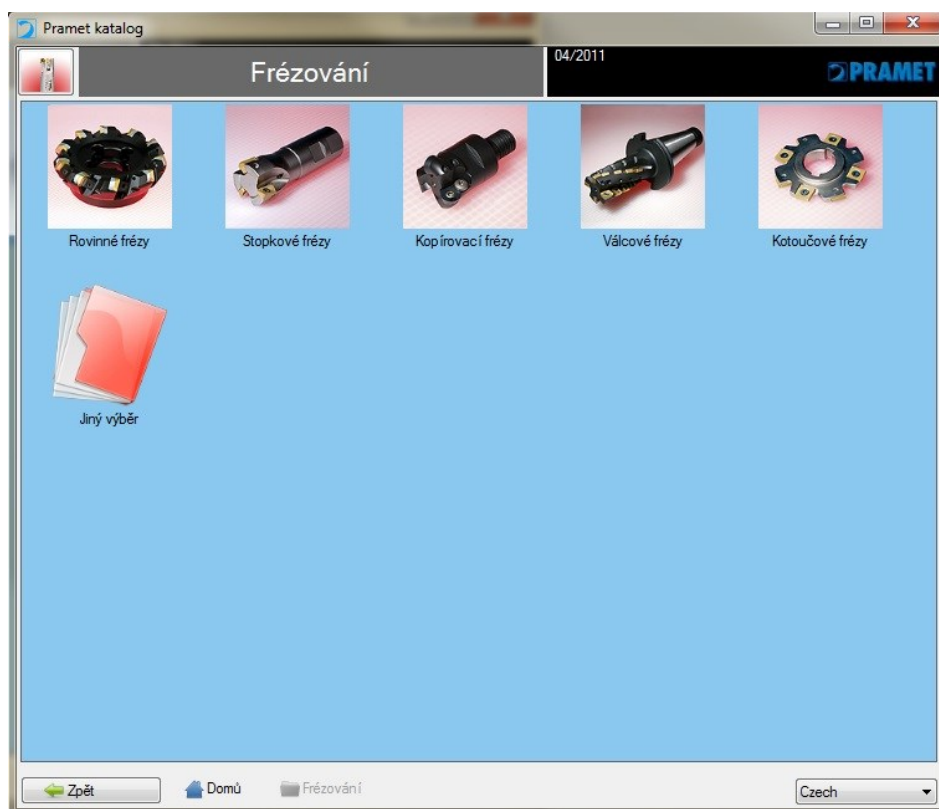 Pramet katalog
Frézování
04/2011
PRAMET
Rovinné frézy
Stopkové frézy
Kopírovací frézy
Válcové frézy
Kotoučové frézy
Jiný výběr
Zpět
Domů
Frézování
Czech